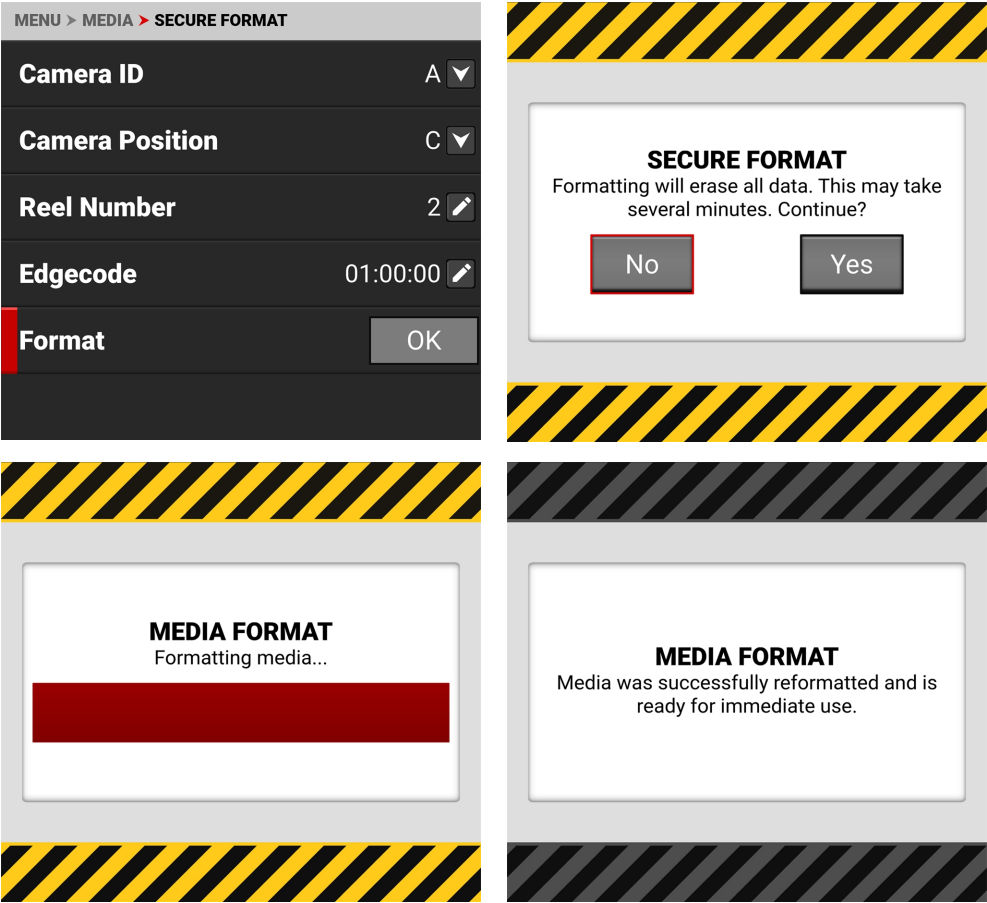 MENU > MEDIA > SECURE FORMAT
Camera ID A
Camera Position C
Reel Number 2
Edgecode 01:00:00
Format OK
SECURE FORMAT
Formatting will erase all data. This may take
several minutes. Continue?
No Yes
MEDIA FORMAT
Formatting media...
MEDIA FORMAT
Media was successfully reformatted and is
ready for immediate use.